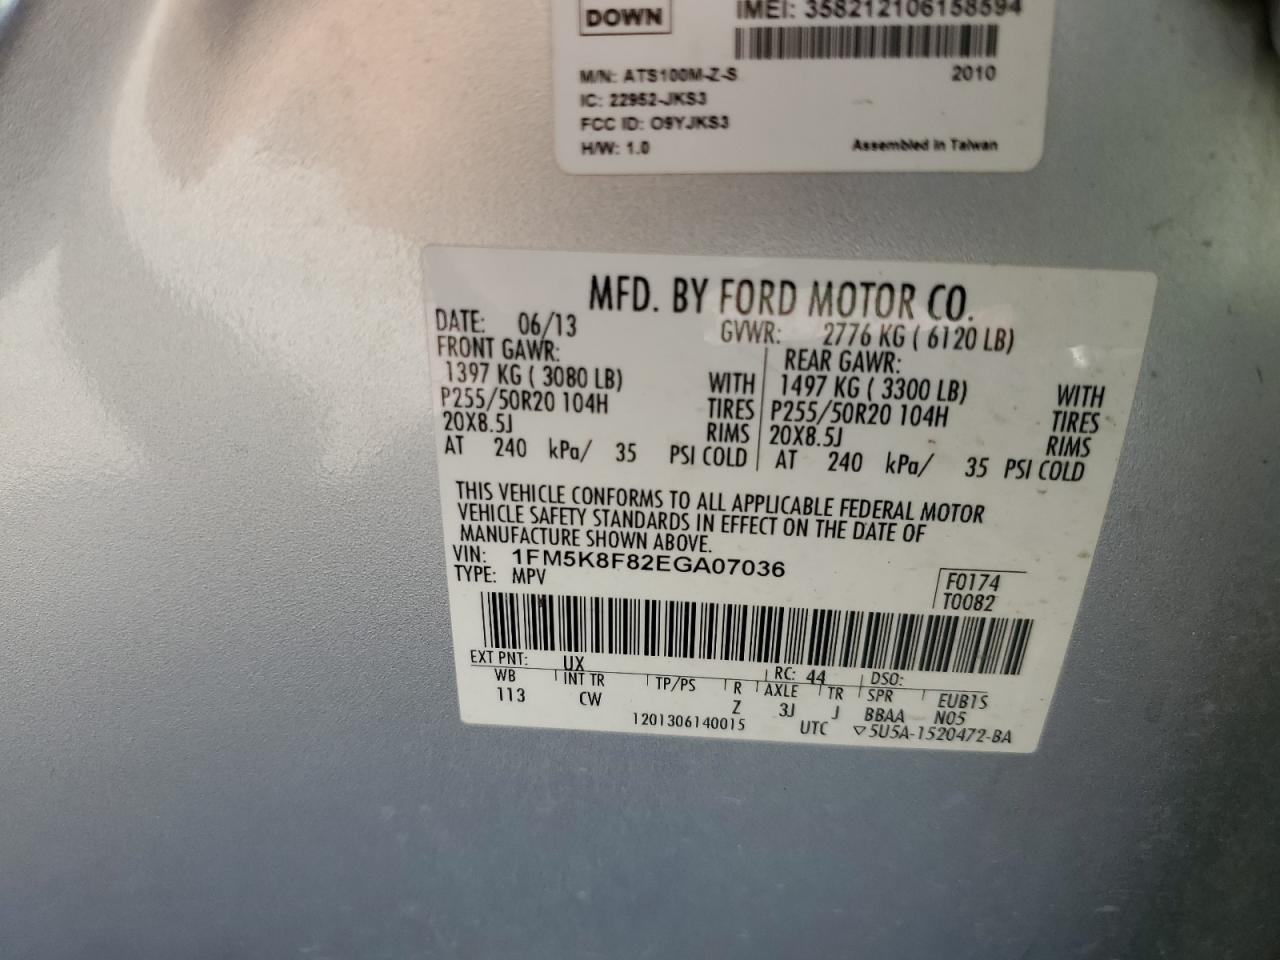 DOWN
IMEI: 358212106158594
M/N: ATS100M-Z-S 2010
IC: 22952-JKS3
FCC ID: O9YJKS3
H/W: 1.0 Assembled in Taiwan
MFD. BY FORD MOTOR CO.
DATE: 06/13 GVWR: 2776 KG ( 6120 LB)
FRONT GAWR: REAR GAWR:
1397 KG ( 3080 LB) WITH 1497 KG ( 3300 LB) WITH
P255/50R20 104H TIRES P255/50R20 104H TIRES
20X8.5J RIMS 20X8.5J RIMS
AT 240 kPa/ 35 PSI COLD AT 240 kPa/ 35 PSI COLD
THIS VEHICLE CONFORMS TO ALL APPLICABLE FEDERAL MOTOR
VEHICLE SAFETY STANDARDS IN EFFECT ON THE DATE OF
MANUFACTURE SHOWN ABOVE.
VIN: 1FM5K8F82EGA07036
TYPE: MPV F0174
T0082
EXT PNT: UX RC: 44 DSO:
WB INT TR TP/PS R AXLE TR SPR EUB1S
113 CW Z 3J J BBAA N05
1201306140015 UTC ▽5U5A-1520472-BA